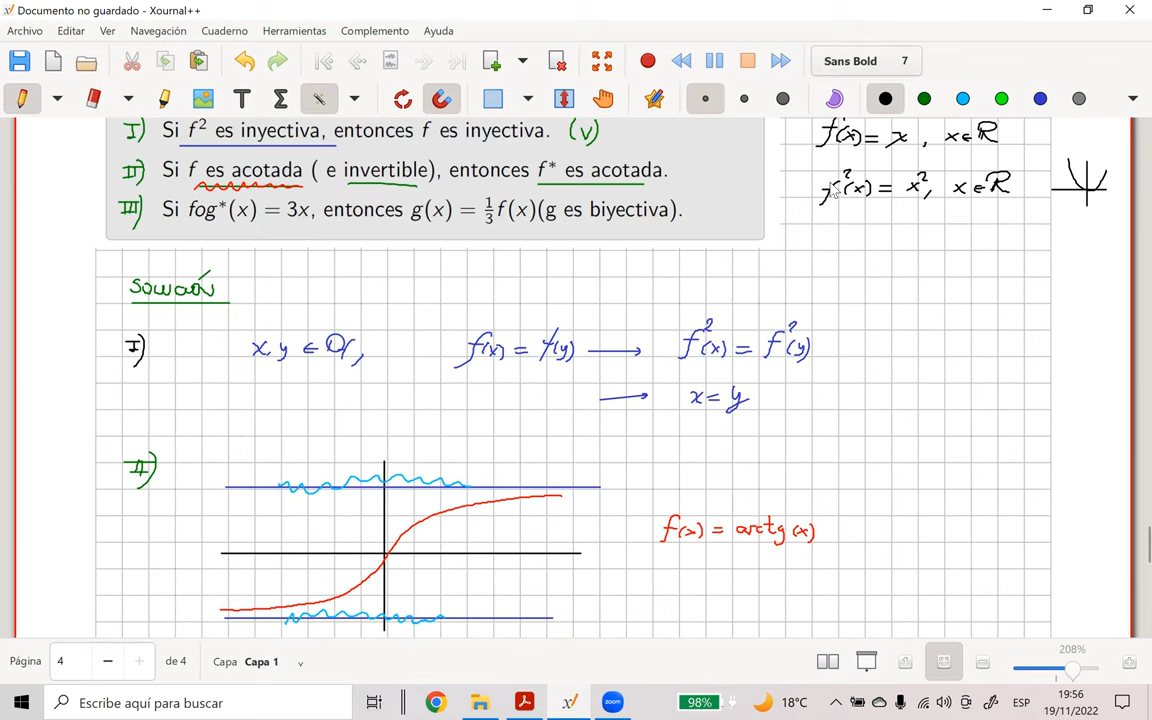 Documento no guardado - Xournal++
Archivo Editar Ver Navegación Cuaderno Herramientas Complemento Ayuda
Sans Bold 7
I) Si f² es inyectiva, entonces f es inyectiva. (V)
II) Si f es acotada ( e invertible), entonces f* es acotada.
III) Si fog*(x) = 3x, entonces g(x) = 1/3 f(x)(g es biyectiva).
f(x) = x , x∈ℝ
f²(x) = x², x∈ℝ
Solución
I) x, y ∈ Df, f(x) = f(y) ⟶ f²(x) = f²(y)
⟶ x = y
II)
f(x) = arctg(x)
Página 4 de 4 Capa Capa 1 208%
Escribe aquí para buscar zoom 98% 18°C ESP 19:56
19/11/2022